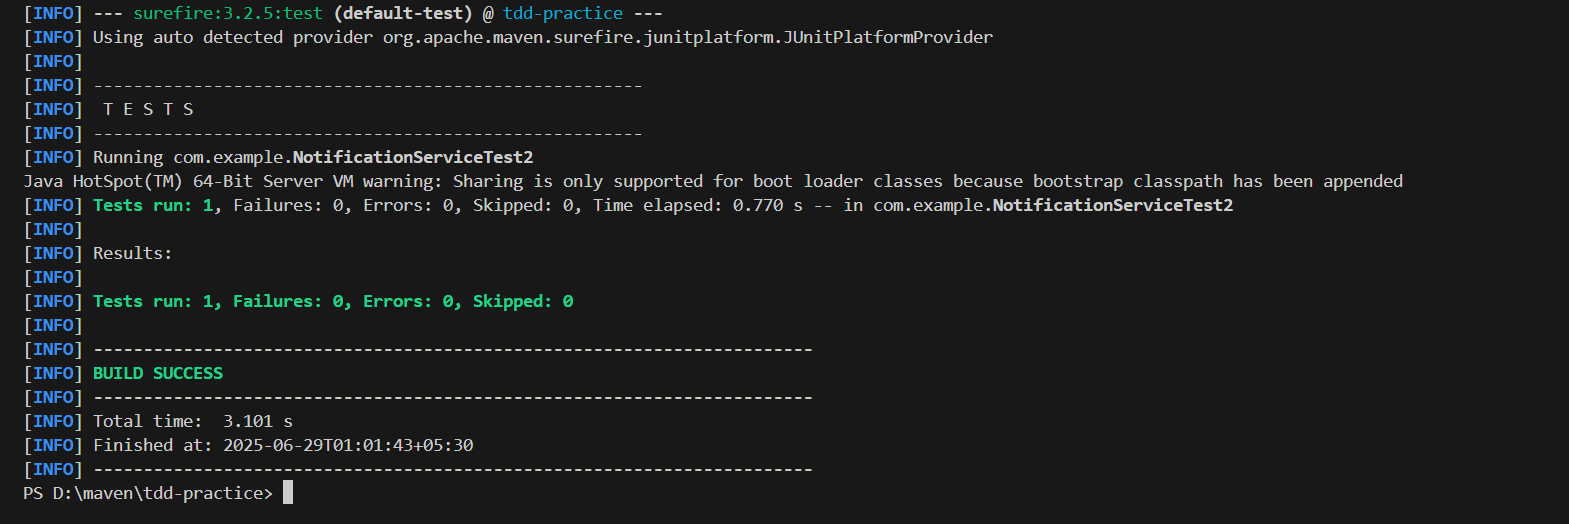 [INFO] --- surefire:3.2.5:test (default-test) @ tdd-practice ---
[INFO] Using auto detected provider org.apache.maven.surefire.junitplatform.JUnitPlatformProvider
[INFO]
[INFO] -------------------------------------------------------
[INFO]  T E S T S
[INFO] -------------------------------------------------------
[INFO] Running com.example.NotificationServiceTest2
Java HotSpot(TM) 64-Bit Server VM warning: Sharing is only supported for boot loader classes because bootstrap classpath has been appended
[INFO] Tests run: 1, Failures: 0, Errors: 0, Skipped: 0, Time elapsed: 0.770 s -- in com.example.NotificationServiceTest2
[INFO]
[INFO] Results:
[INFO]
[INFO] Tests run: 1, Failures: 0, Errors: 0, Skipped: 0
[INFO]
[INFO] ------------------------------------------------------------------------
[INFO] BUILD SUCCESS
[INFO] ------------------------------------------------------------------------
[INFO] Total time:  3.101 s
[INFO] Finished at: 2025-06-29T01:01:43+05:30
[INFO] ------------------------------------------------------------------------
PS D:\maven\tdd-practice>